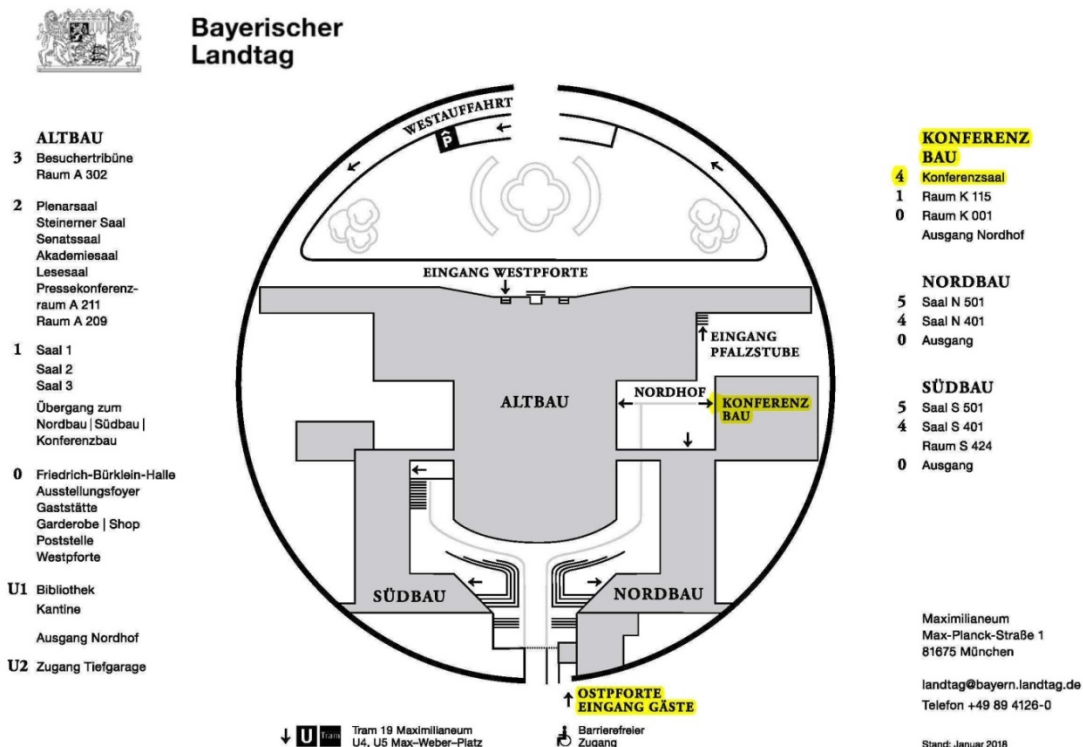 Bayerischer
Landtag
ALTBAU
3 Besuchertribüne
Raum A 302
2 Plenarsaal
Steinerner Saal
Senatssaal
Akademiesaal
Lesesaal
Pressekonferenz-
raum A 211
Raum A 209
1 Saal 1
Saal 2
Saal 3
Übergang zum
Nordbau | Südbau |
Konferenzbau
0 Friedrich-Bürklein-Halle
Ausstellungsfoyer
Gaststätte
Garderobe | Shop
Poststelle
Westpforte
U1 Bibliothek
Kantine
Ausgang Nordhof
U2 Zugang Tiefgarage
WESTAUFFAHRT
P
EINGANG WESTPFORTE
EINGANG
PFALZSTUBE
ALTBAU
NORDHOF
KONFERENZ
BAU
SÜDBAU
NORDBAU
OSTPFORTE
EINGANG GÄSTE
U Tram
Tram 19 Maximilianeum
U4, U5 Max-Weber-Platz
Barrierefreier
Zugang
KONFERENZ
BAU
4 Konferenzsaal
1 Raum K 115
0 Raum K 001
Ausgang Nordhof
NORDBAU
5 Saal N 501
4 Saal N 401
0 Ausgang
SÜDBAU
5 Saal S 501
4 Saal S 401
Raum S 424
0 Ausgang
Maximilianeum
Max-Planck-Straße 1
81675 München
landtag@bayern.landtag.de
Telefon +49 89 4126-0
Stand: Januar 2018